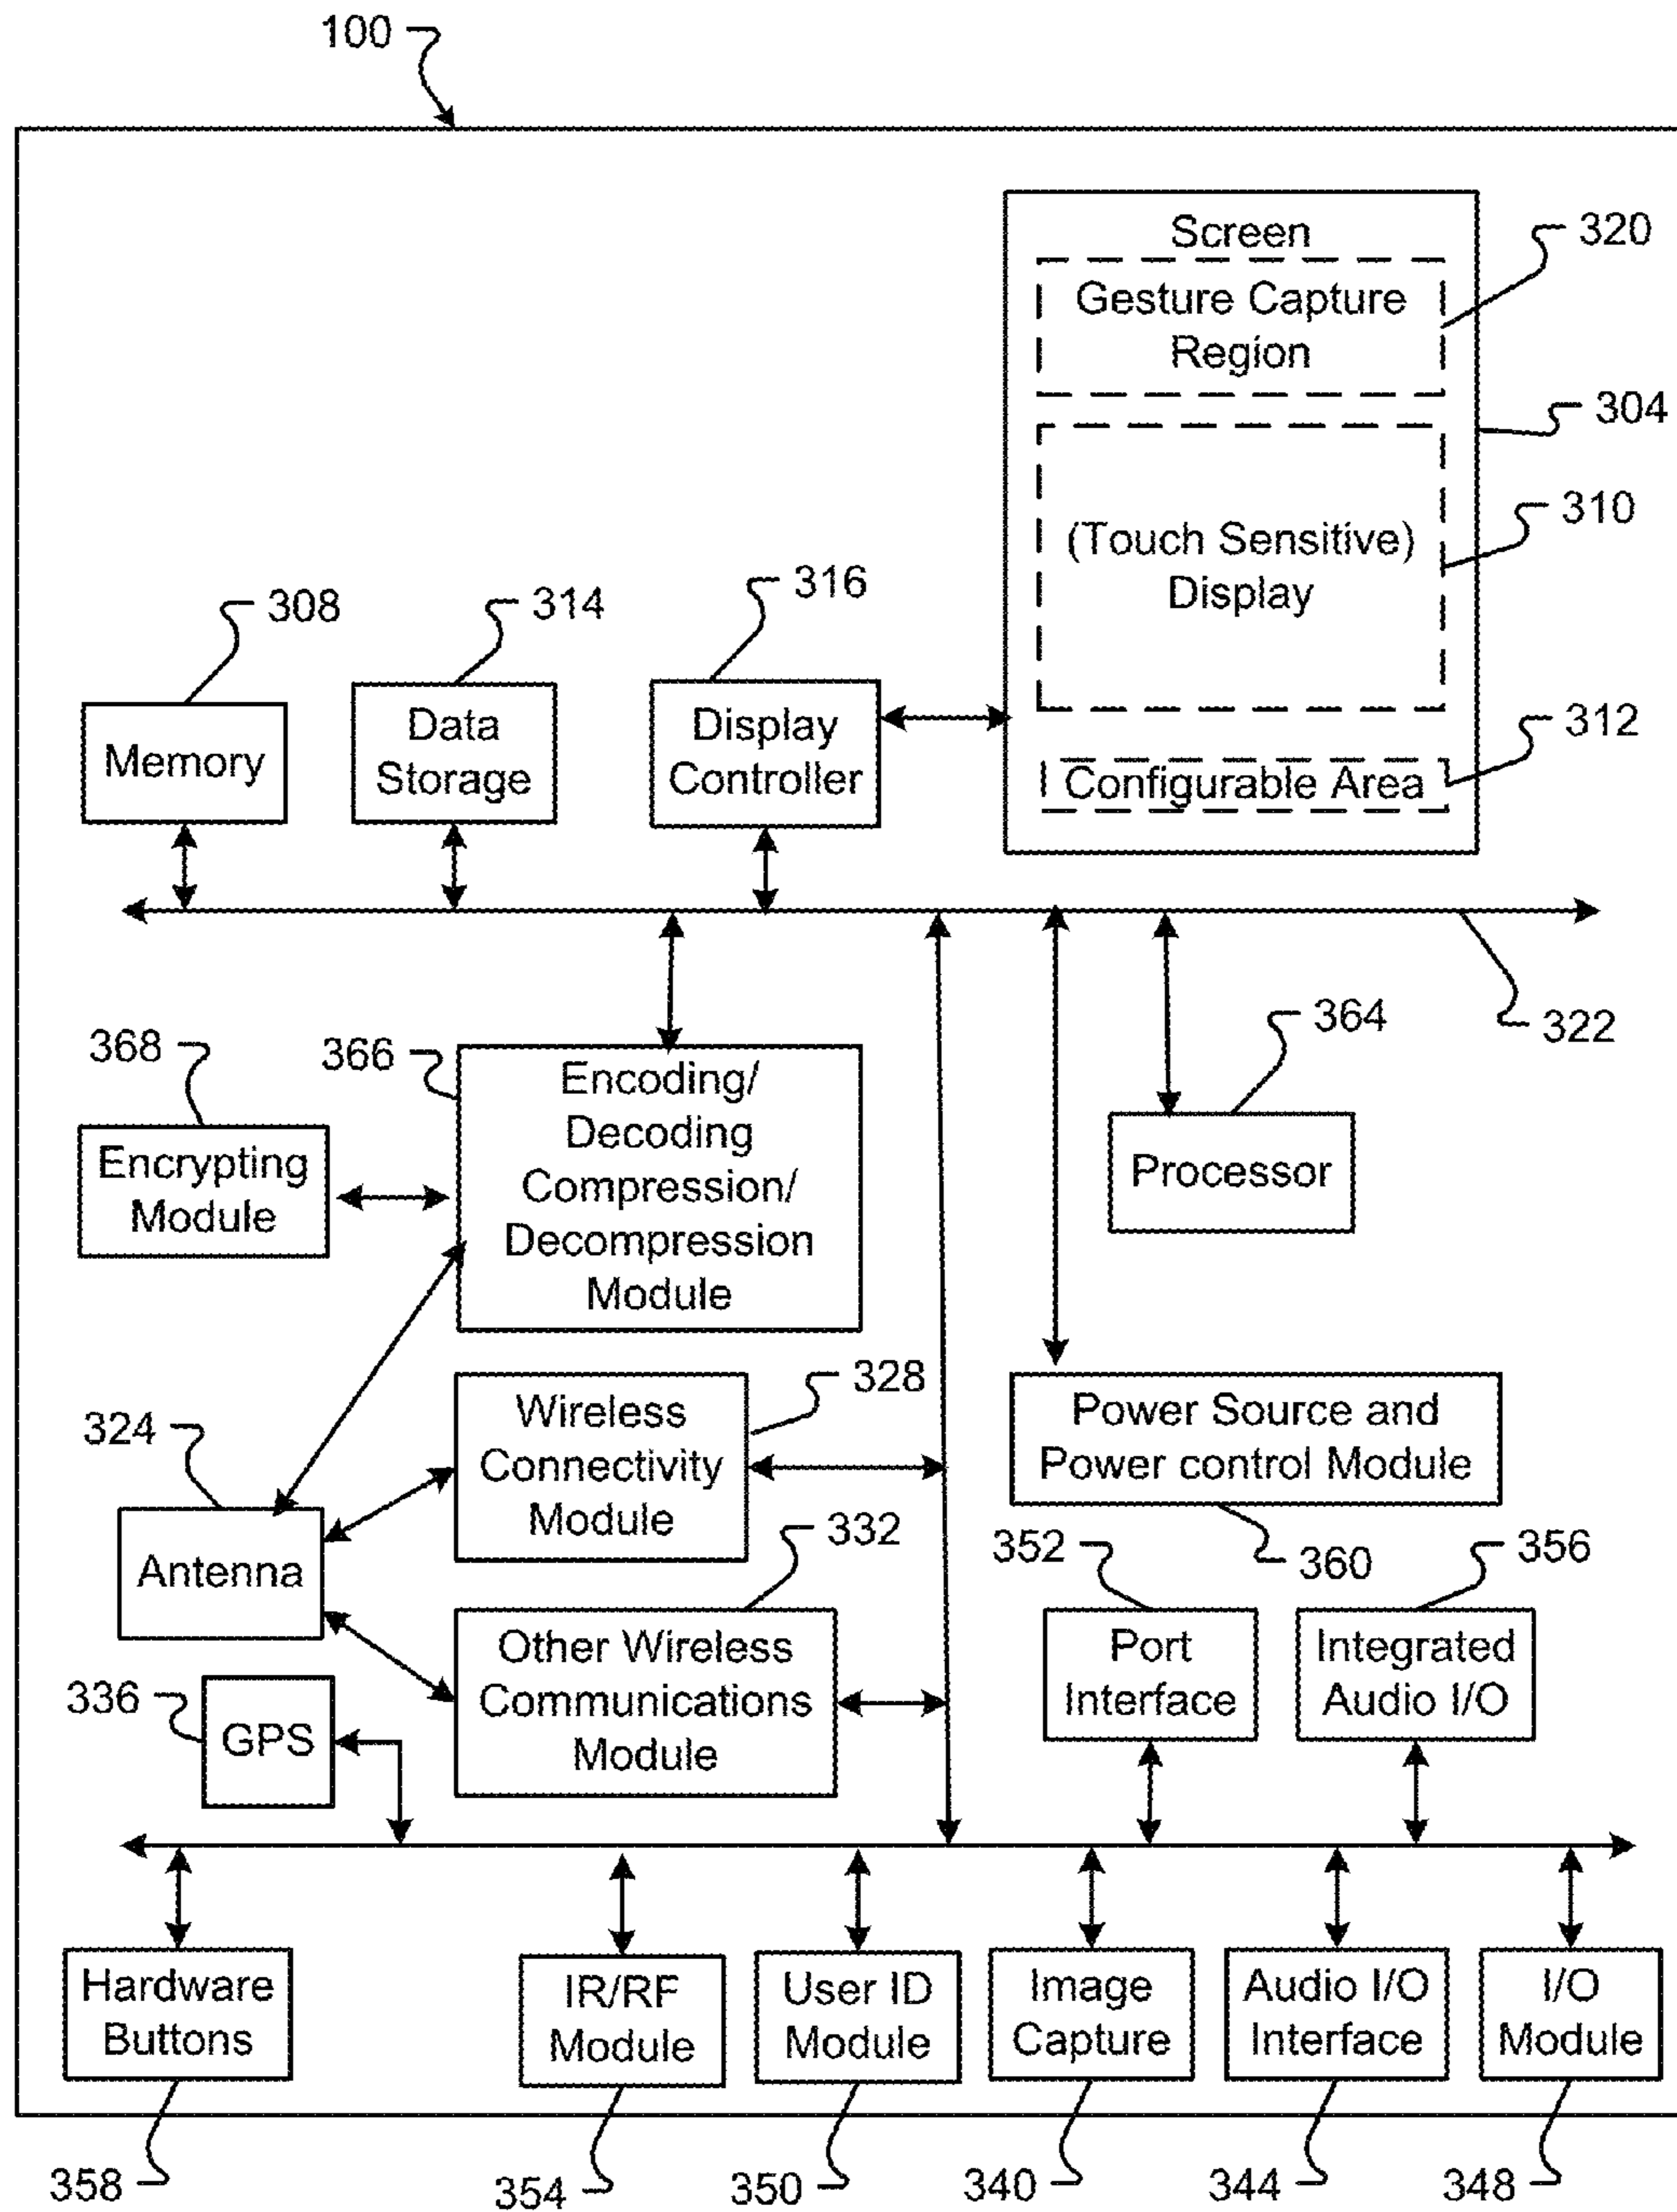 100
Screen
Gesture Capture
Region
320
304
(Touch Sensitive)
Display
310
Configurable Area
312
308
Memory
314
Data
Storage
316
Display
Controller
322
368
Encrypting
Module
366
Encoding/
Decoding
Compression/
Decompression
Module
364
Processor
324
Antenna
328
Wireless
Connectivity
Module
Power Source and
Power control Module
360
332
Other Wireless
Communications
Module
336
GPS
352
Port
Interface
356
Integrated
Audio I/O
Hardware
Buttons
IR/RF
Module
User ID
Module
Image
Capture
Audio I/O
Interface
I/O
Module
358
354
350
340
344
348